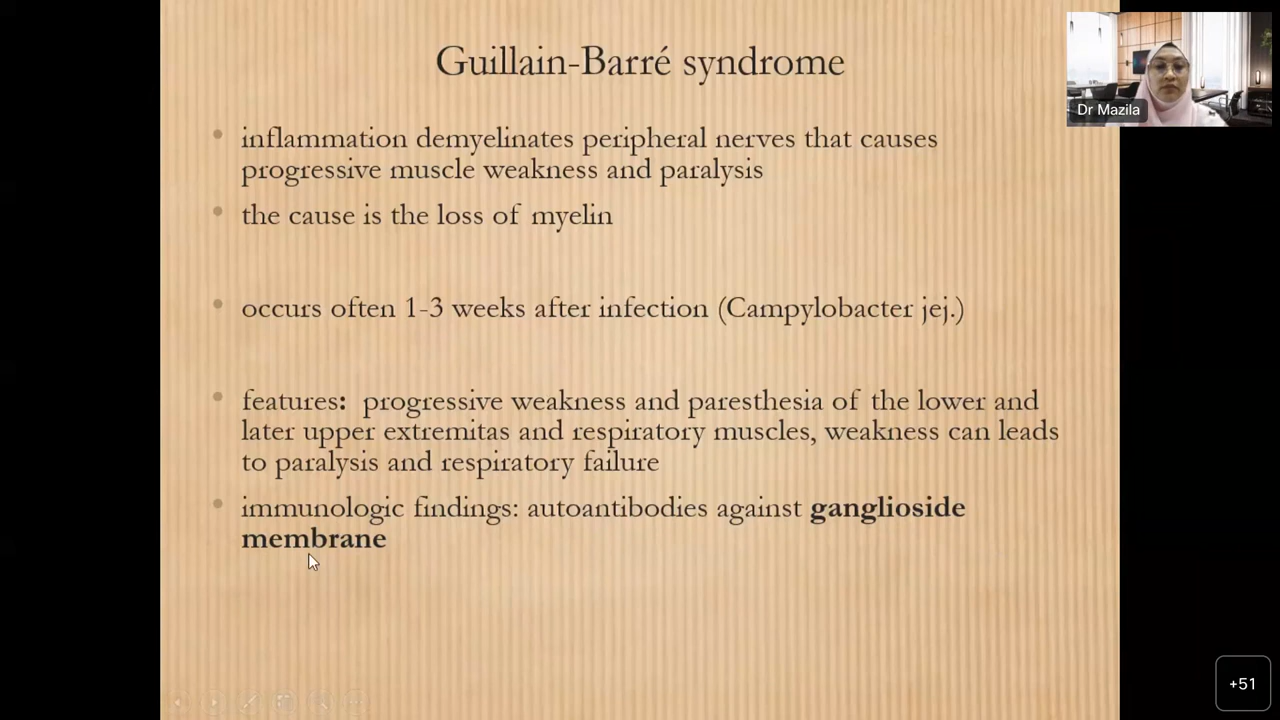 Guillain-Barré syndrome
Dr Mazila
• inflammation demyelinates peripheral nerves that causes
progressive muscle weakness and paralysis
• the cause is the loss of myelin
• occurs often 1-3 weeks after infection (Campylobacter jej.)
• features: progressive weakness and paresthesia of the lower and
later upper extremitas and respiratory muscles, weakness can leads
to paralysis and respiratory failure
• immunologic findings: autoantibodies against ganglioside
membrane
+51